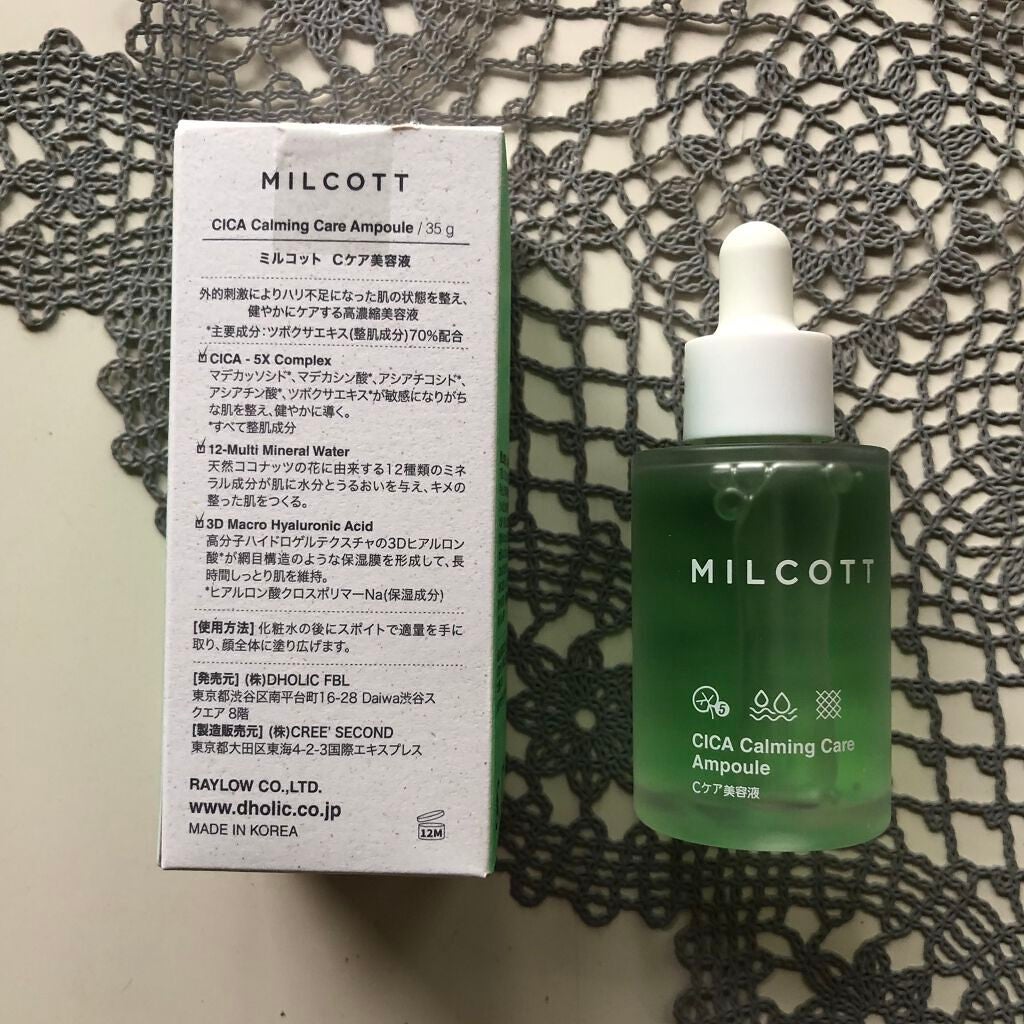 MILCOTT
CICA Calming Care Ampoule / 35 g
ミルコット Cケア美容液
外的刺激によりハリ不足になった肌の状態を整え、
健やかにケアする高濃縮美容液
*主要成分：ツボクサエキス(整肌成分)70%配合
CICA - 5X Complex
マデカッソシド*、マデカシン酸*、アシアチコシド*、
アシアチン酸*、ツボクサエキス*が敏感になりがち
な肌を整え、健やかに導く。
*すべて整肌成分
12-Multi Mineral Water
天然ココナッツの花に由来する12種類のミネ
ラル成分が肌に水分とうるおいを与え、キメの
整った肌をつくる。
3D Macro Hyaluronic Acid
高分子ハイドロゲルテクスチャの3Dヒアルロン
酸*が網目構造のような保湿膜を形成して、長
時間しっとり肌を維持。
*ヒアルロン酸クロスポリマーNa(保湿成分)
[使用方法] 化粧水の後にスポイトで適量を手に
取り、顔全体に塗り広げます。
[発売元] (株)DHOLIC FBL
東京都渋谷区南平台町16-28 Daiwa渋谷ス
クエア 8階
[製造販売元] (株)CREE' SECOND
東京都大田区東海4-2-3国際エキスプレス
RAYLOW CO.,LTD.
www.dholic.co.jp
MADE IN KOREA
12M
MILCOTT
5
CICA Calming Care
Ampoule
Cケア美容液